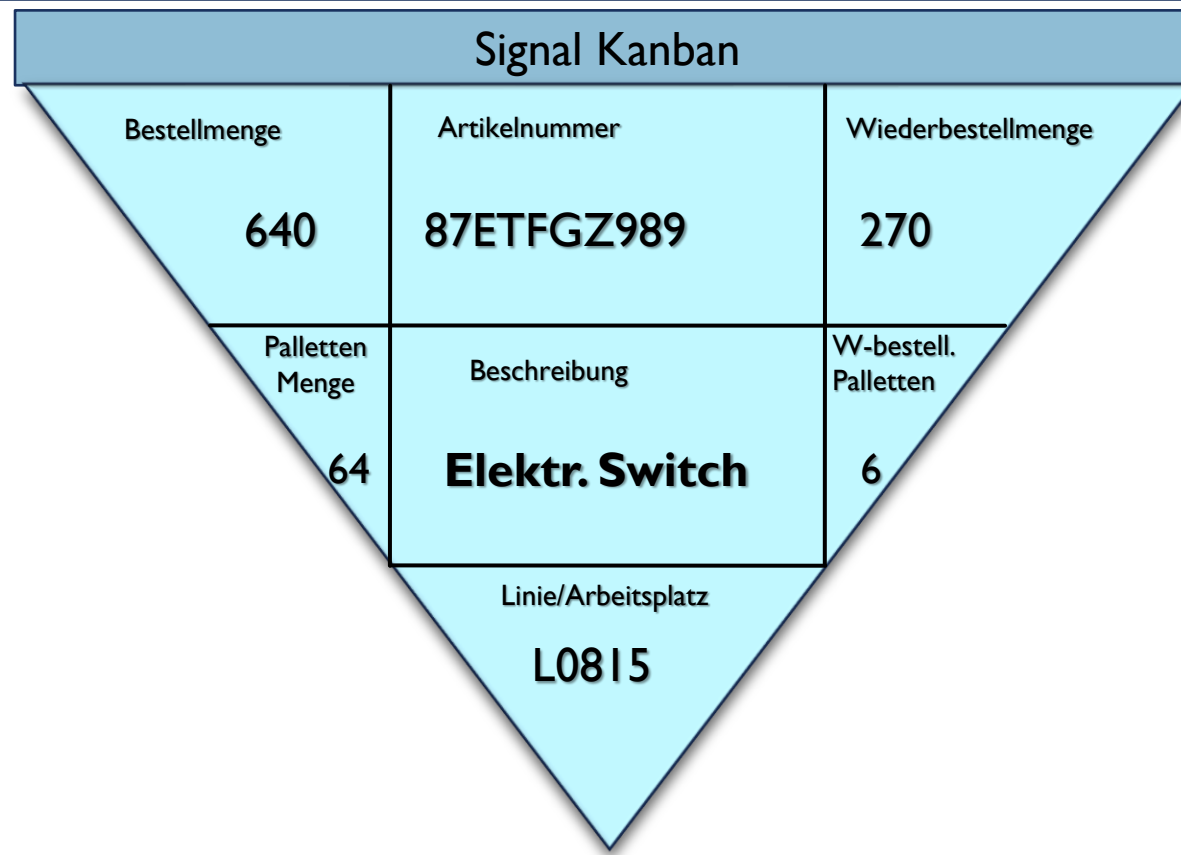 Signal Kanban
Bestellmenge
Artikelnummer
Wiederbestellmenge
640
87ETFGZ989
270
Palletten
Menge
Beschreibung
W-bestell.
Palletten
64
Elektr. Switch
6
Linie/Arbeitsplatz
L0815